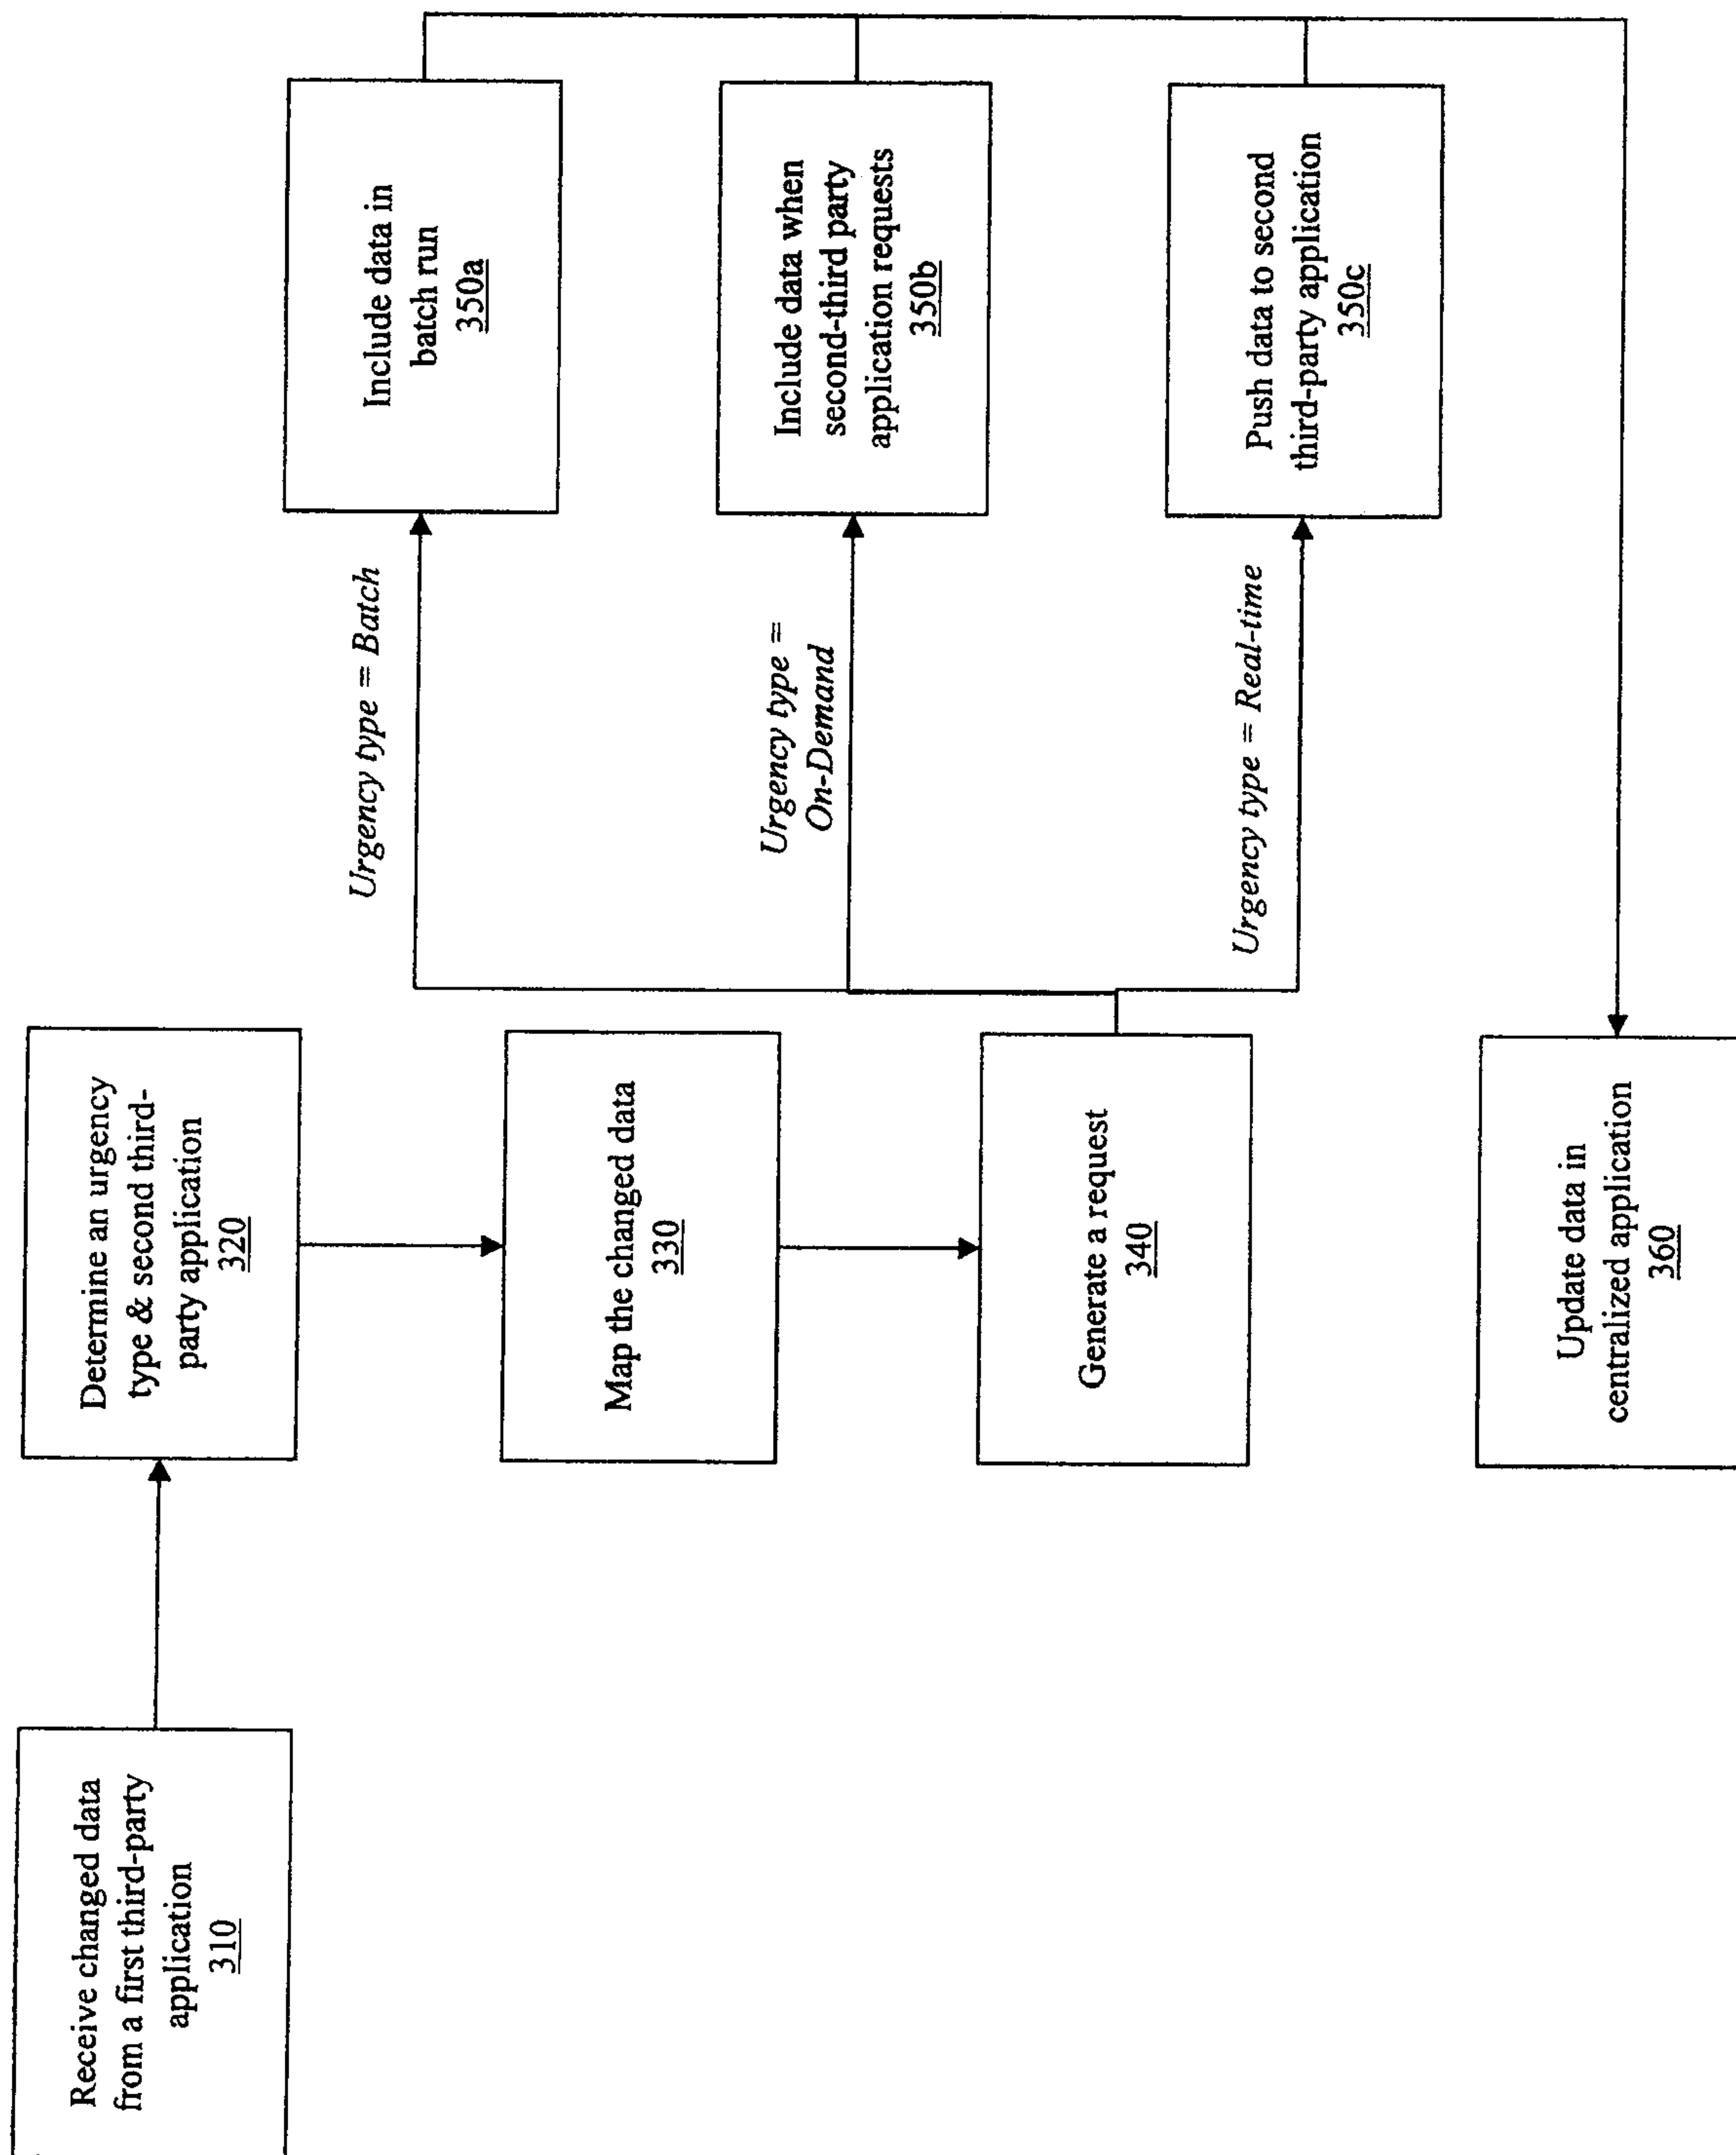 Receive changed data
from a first third-party
application
310
Determine an urgency
type & second third-
party application
320
Map the changed data
330
Generate a request
340
Urgency type = Batch
Urgency type =
On-Demand
Urgency type = Real-time
Include data in
batch run
350a
Include data when
second-third party
application requests
350b
Push data to second
third-party application
350c
Update data in
centralized application
360